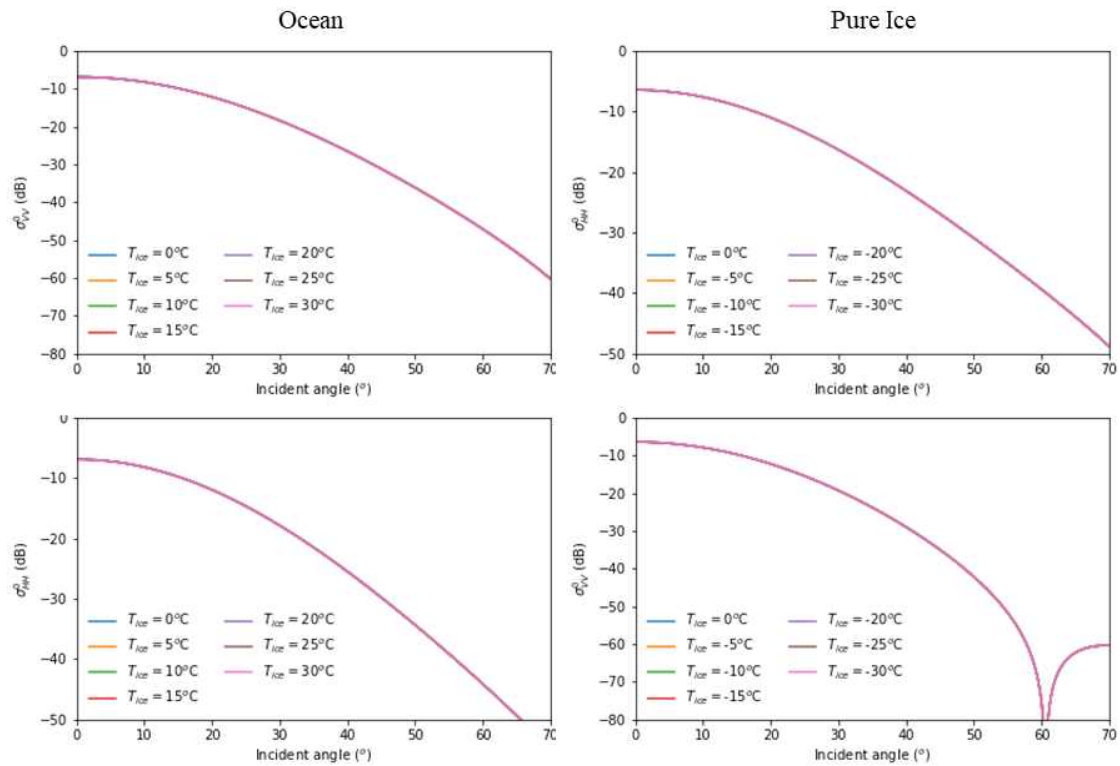 Ocean
Pure Ice
0
−10
−20
−30
−40
−50
−60
−70
−80
σ⁰VV (dB)
T_ice = 0°C T_ice = 20°C
T_ice = 5°C T_ice = 25°C
T_ice = 10°C T_ice = 30°C
T_ice = 15°C
0 10 20 30 40 50 60 70
Incident angle (°)
0
−10
−20
−30
−40
−50
σ⁰HH (dB)
T_ice = 0°C T_ice = -20°C
T_ice = -5°C T_ice = -25°C
T_ice = -10°C T_ice = -30°C
T_ice = -15°C
0 10 20 30 40 50 60 70
Incident angle (°)
0
−10
−20
−30
−40
−50
σ⁰HH (dB)
T_ice = 0°C T_ice = 20°C
T_ice = 5°C T_ice = 25°C
T_ice = 10°C T_ice = 30°C
T_ice = 15°C
0 10 20 30 40 50 60 70
Incident angle (°)
0
−10
−20
−30
−40
−50
−60
−70
−80
σ⁰VV (dB)
T_ice = 0°C T_ice = -20°C
T_ice = -5°C T_ice = -25°C
T_ice = -10°C T_ice = -30°C
T_ice = -15°C
0 10 20 30 40 50 60 70
Incident angle (°)